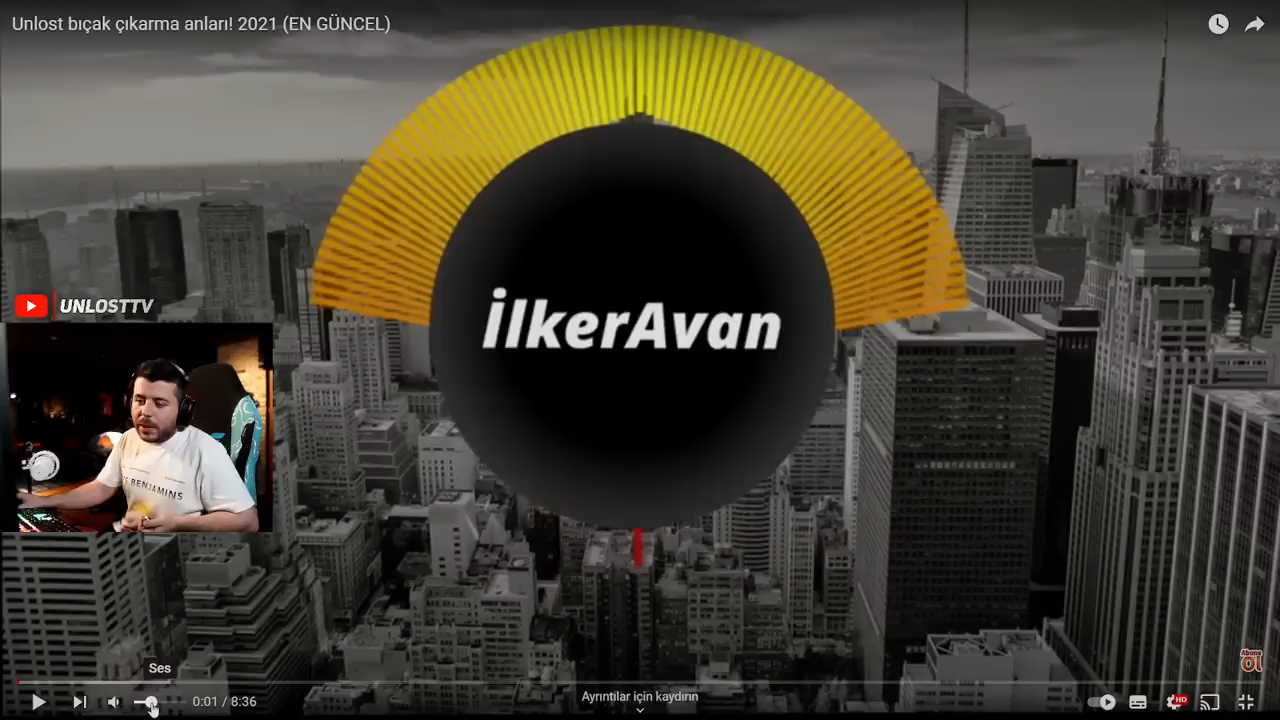 Unlost bıçak çıkarma anları! 2021 (EN GÜNCEL)
İlkerAvan
UNLOSTTV
BENJAMINS
Ses
0:01 / 8:36
Ayrıntılar için kaydırın
HD
Abone
Ol